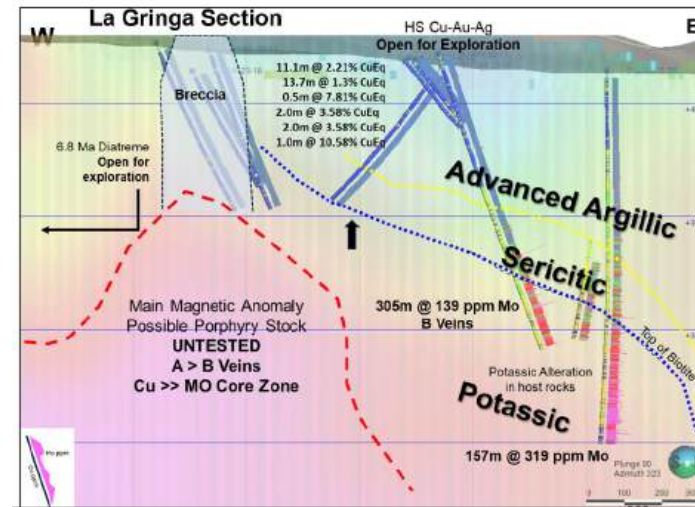 La Gringa Section
W
E
HS Cu-Au-Ag
Open for Exploration
11.1m @ 2.21% CuEq
13.7m @ 1.3% CuEq
0.5m @ 7.81% CuEq
2.0m @ 3.58% CuEq
2.0m @ 3.58% CuEq
1.0m @ 10.58% CuEq
Breccia
6.8 Ma Diatreme
Open for
exploration
Advanced Argillic
Sericitic
Top of Biotite
Main Magnetic Anomaly
Possible Porphyry Stock
UNTESTED
A > B Veins
Cu >> MO Core Zone
305m @ 139 ppm Mo
B Veins
Potassic Alteration
in host rocks
Potassic
157m @ 319 ppm Mo
Mo ppm
Plunge 00
0 100 200 300